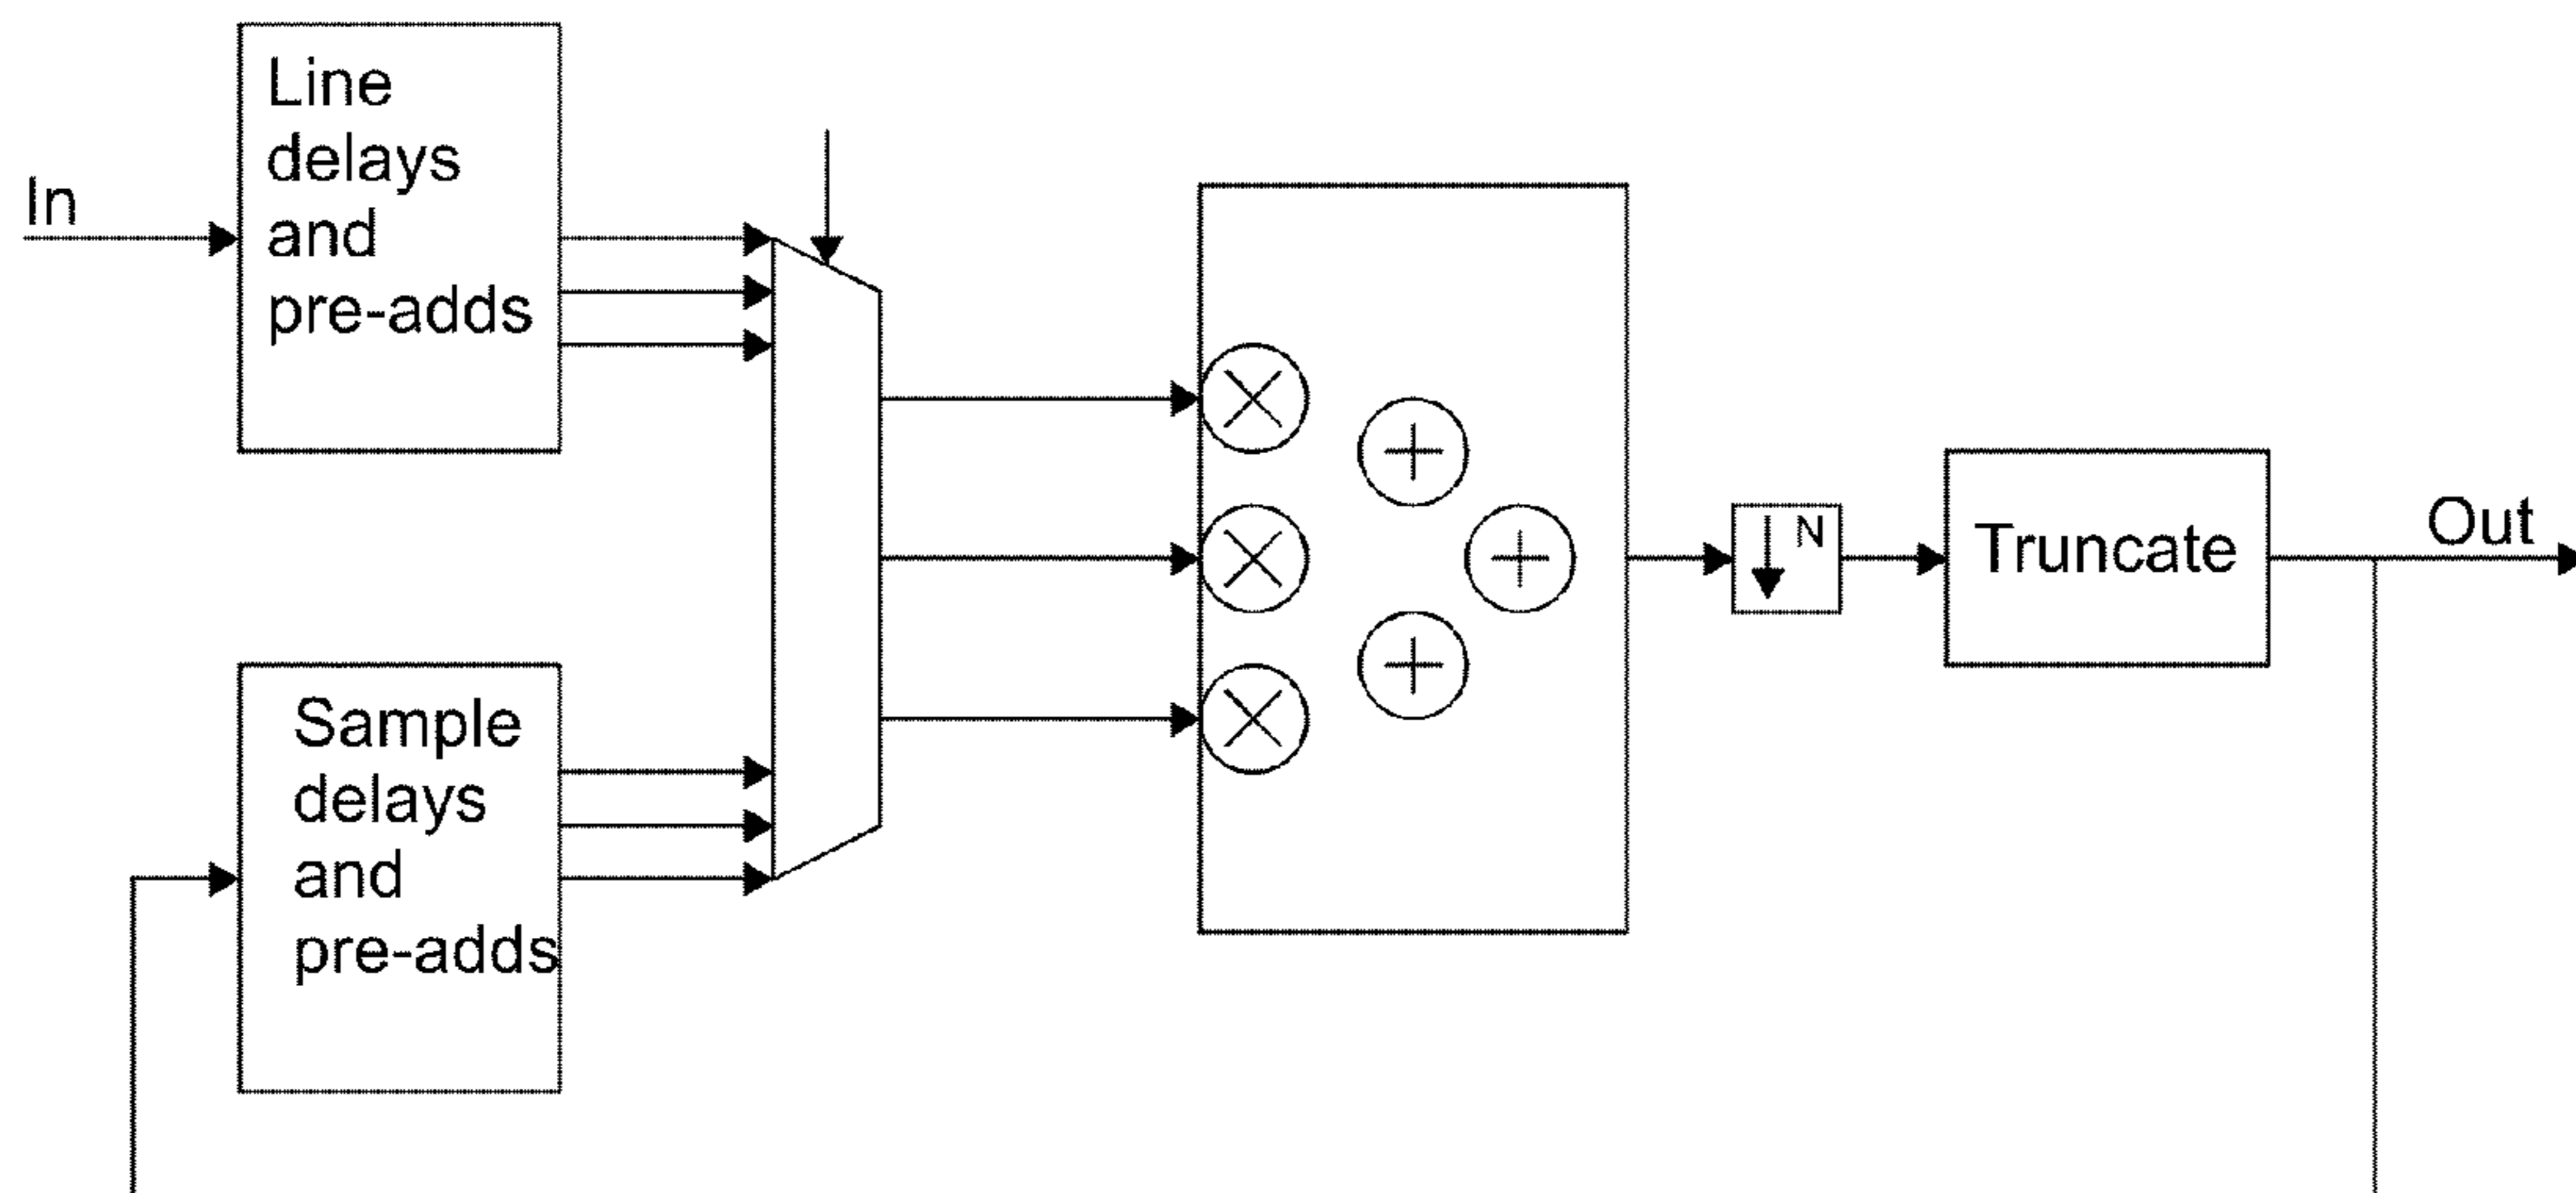 Line
delays
and
pre-adds
In
N
Truncate
Out
Sample
delays
and
pre-adds